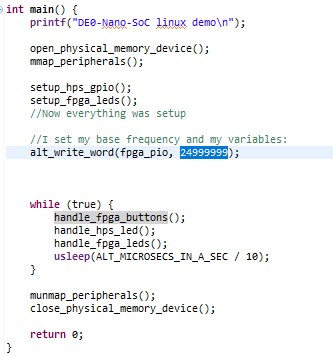 int main() {
printf("DE0-Nano-SoC linux demo\n");
open_physical_memory_device();
mmap_peripherals();
setup_hps_gpio();
setup_fpga_leds();
//Now everything was setup
//I set my base frequency and my variables:
alt_write_word(fpga_pio, 24999999);
while (true) {
handle_fpga_buttons();
handle_hps_led();
handle_fpga_leds();
usleep(ALT_MICROSECS_IN_A_SEC / 10);
}
munmap_peripherals();
close_physical_memory_device();
return 0;
}